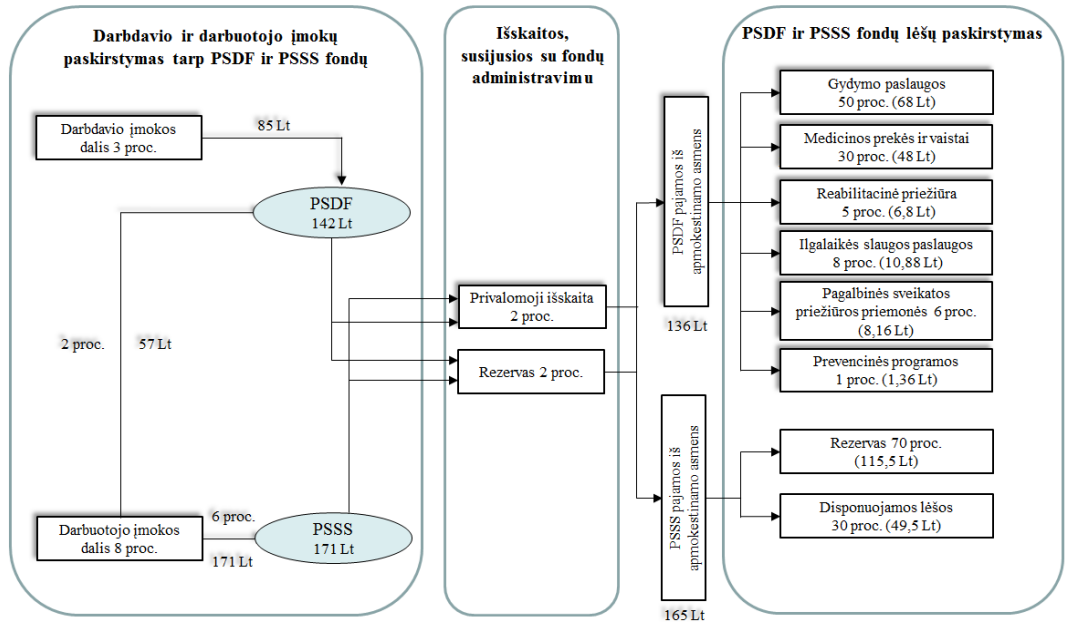 Darbdavio ir darbuotojo įmokų
paskirstymas tarp PSDF ir PSSS fondų
Darbdavio įmokos
dalis 3 proc.
85 Lt
PSDF
142 Lt
2 proc.
57 Lt
Darbuotojo įmokos
dalis 8 proc.
6 proc.
171 Lt
PSSS
171 Lt
Išskaitos,
susijusios su fondų
administravimu
Privalomoji išskaita
2 proc.
Rezervas 2 proc.
PSDF pajamos iš
apmokestinamo asmens
136 Lt
PSSS pajamos iš
apmokestinamo asmens
165 Lt
PSDF ir PSSS fondų lėšų paskirstymas
Gydymo paslaugos
50 proc. (68 Lt)
Medicinos prekės ir vaistai
30 proc. (48 Lt)
Reabilitacinė priežiūra
5 proc. (6,8 Lt)
Ilgalaikės slaugos paslaugos
8 proc. (10,88 Lt)
Pagalbinės sveikatos
priežiūros priemonės 6 proc.
(8,16 Lt)
Prevencinės programos
1 proc. (1,36 Lt)
Rezervas 70 proc.
(115,5 Lt)
Disponuojamos lėšos
30 proc. (49,5 Lt)